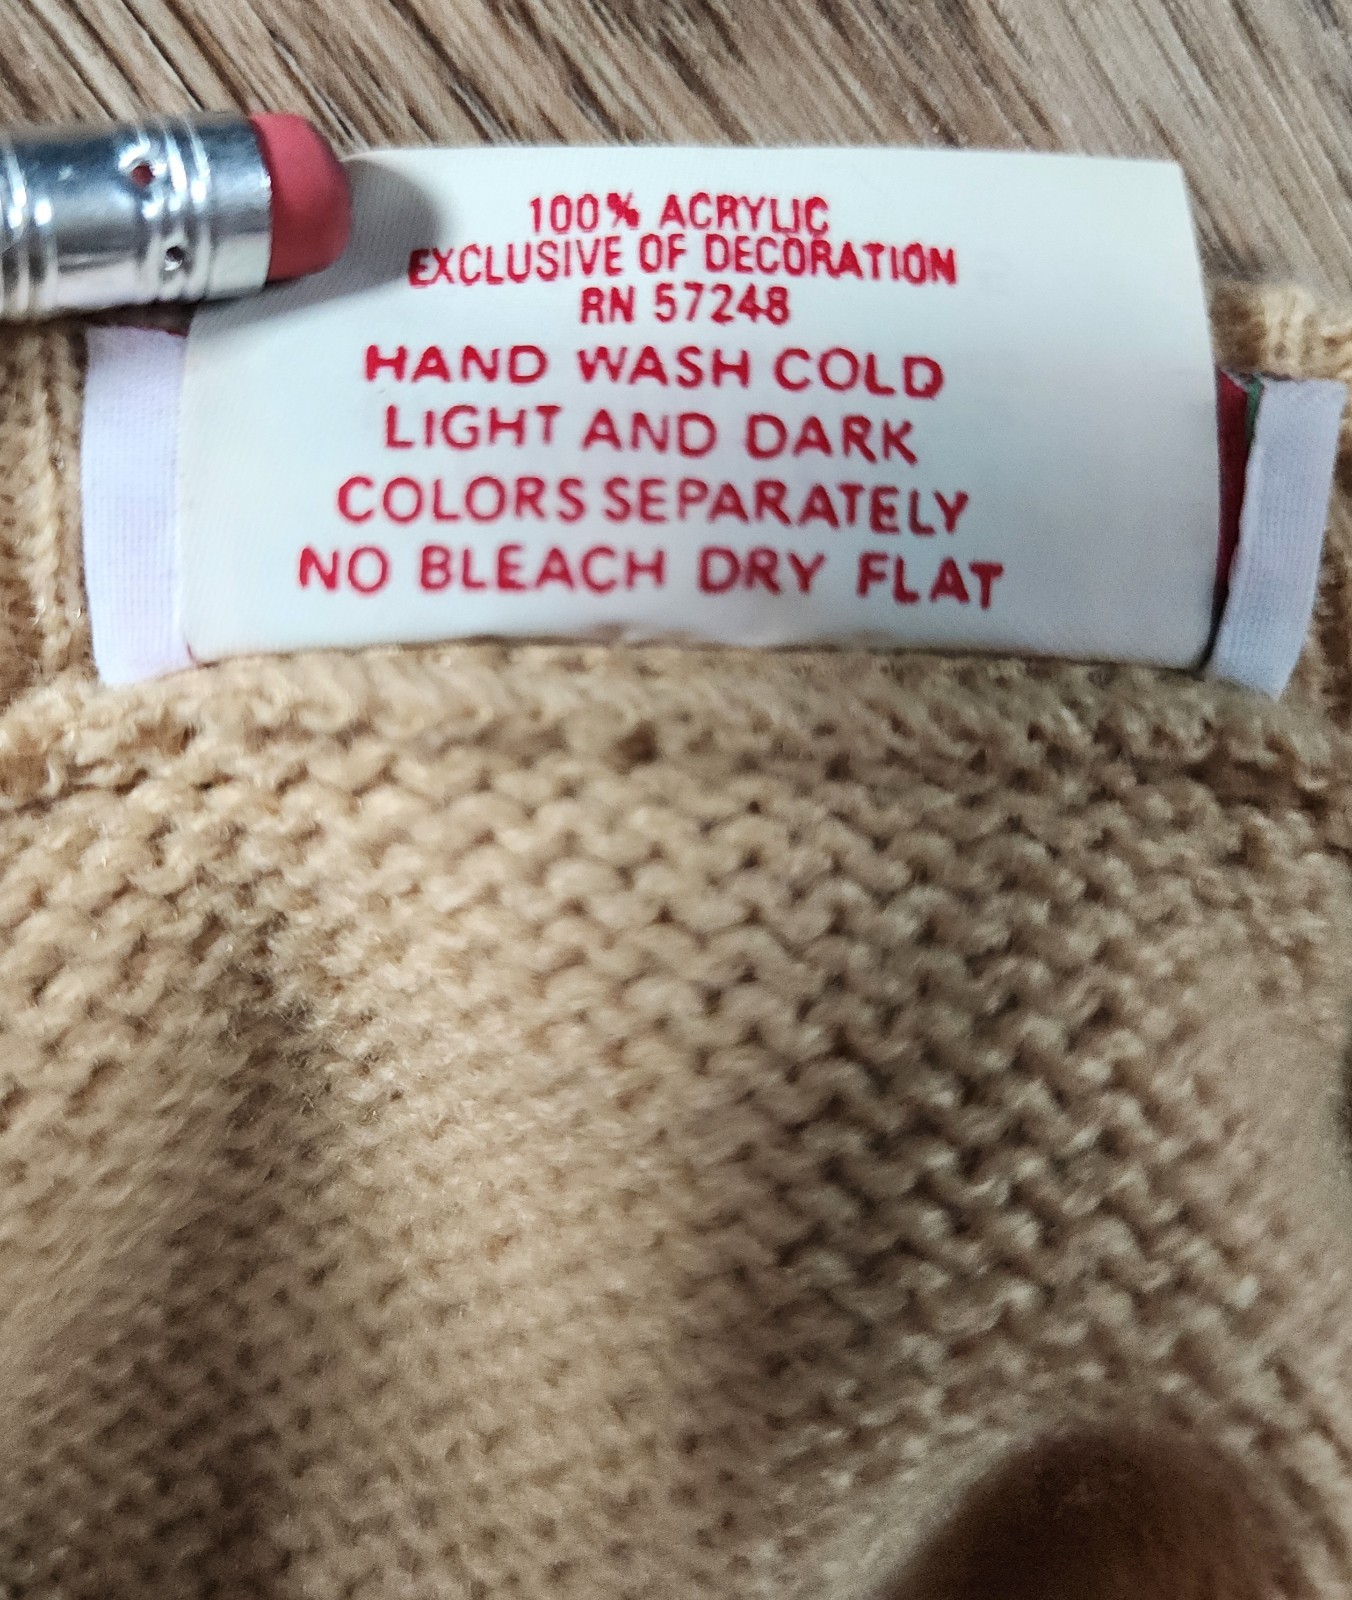 100% ACRYLIC
EXCLUSIVE OF DECORATION
RN 57248
HAND WASH COLD
LIGHT AND DARK
COLORS SEPARATELY
NO BLEACH DRY FLAT